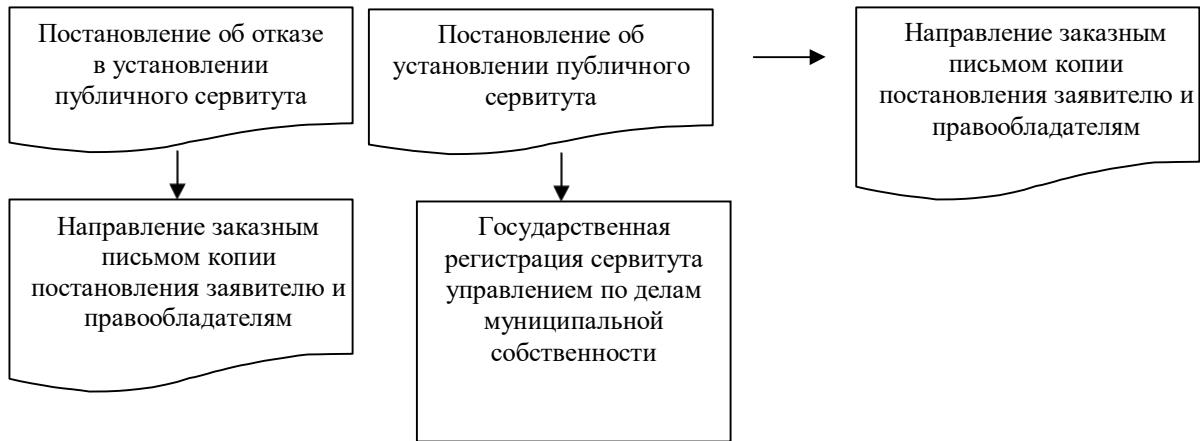 Постановление об отказе
в установлении
публичного сервитута
Постановление об
установлении публичного
сервитута
Направление заказным
письмом копии
постановления заявителю и
правообладателям
Направление заказным
письмом копии
постановления заявителю и
правообладателям
Государственная
регистрация сервитута
управлением по делам
муниципальной
собственности